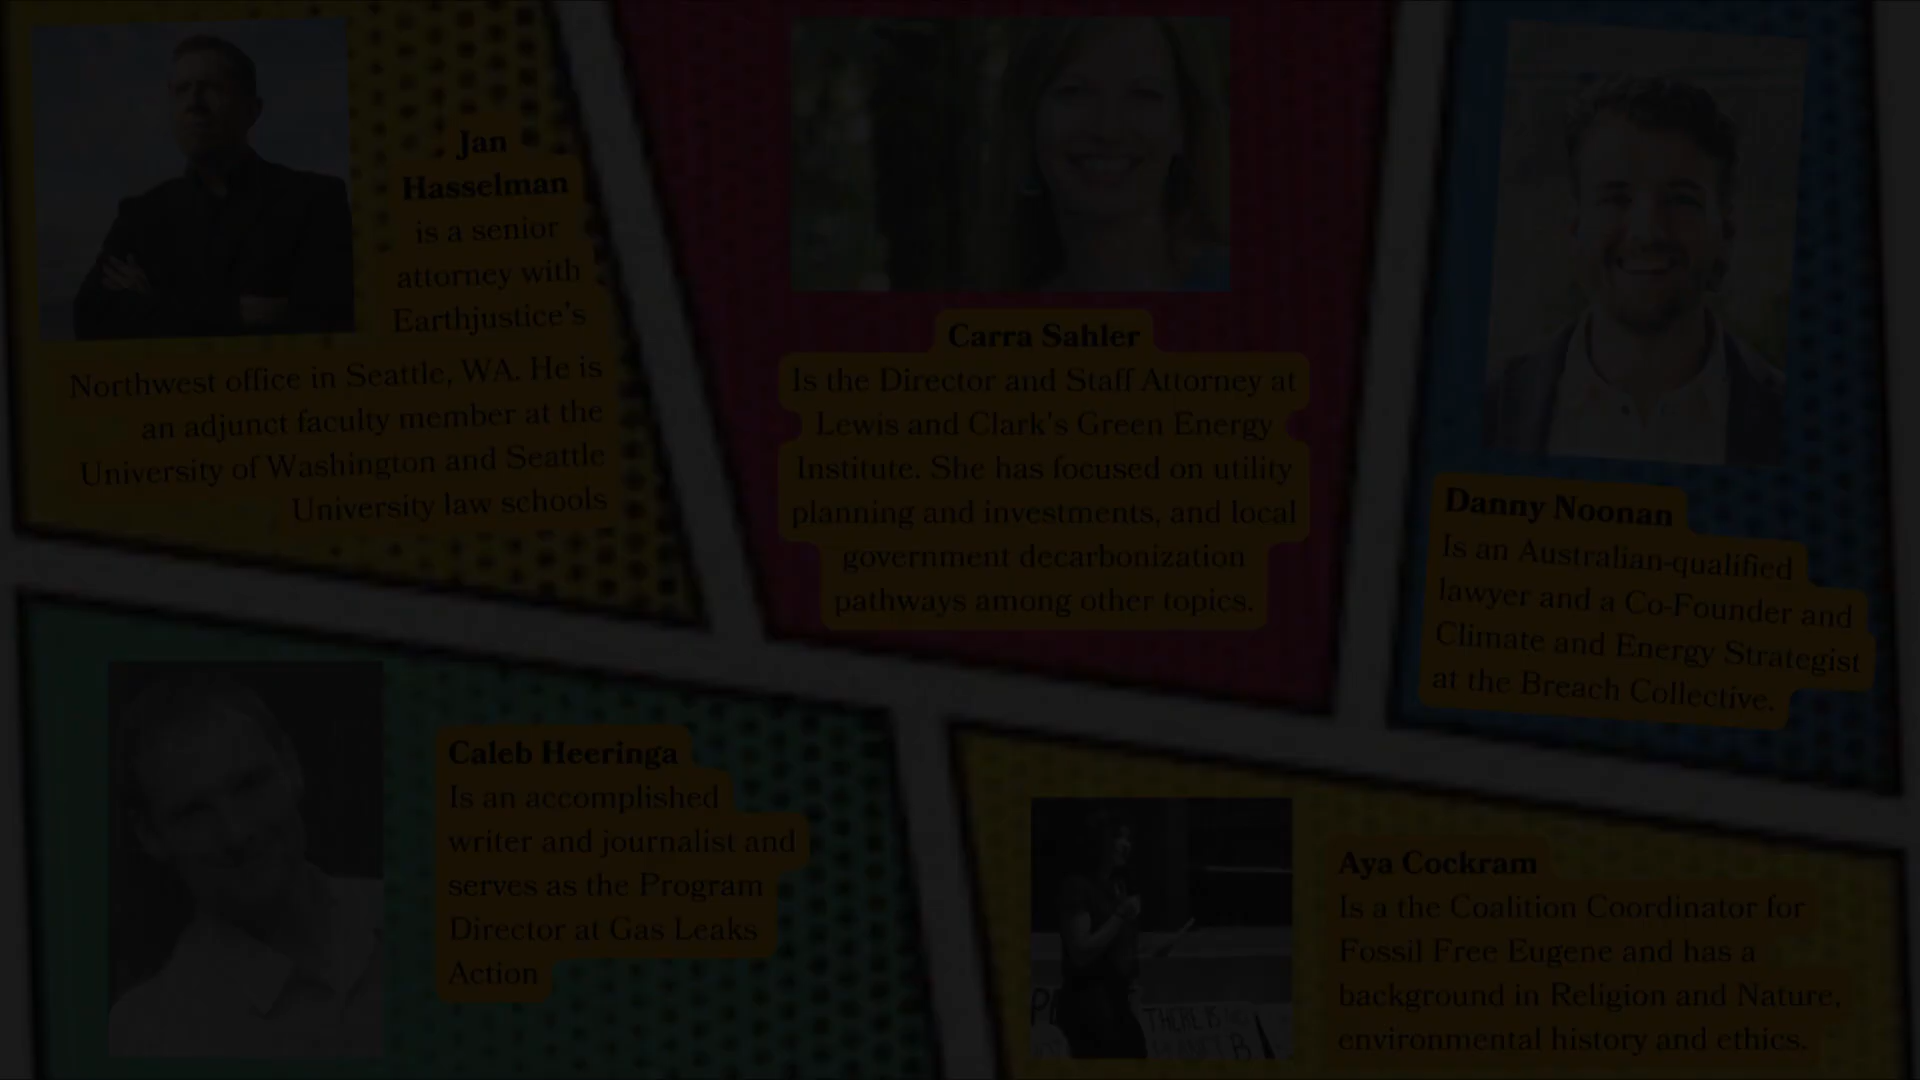 Jan
Hasselman
is a senior
attorney with
Earthjustice's
Northwest office in Seattle, WA. He is
an adjunct faculty member at the
University of Washington and Seattle
University law schools
Carra Sahler
Is the Director and Staff Attorney at
Lewis and Clark's Green Energy
Institute. She has focused on utility
planning and investments, and local
government decarbonization
pathways among other topics.
Danny Noonan
Is an Australian-qualified
lawyer and a Co-Founder and
Climate and Energy Strategist
at the Breach Collective.
Caleb Heeringa
Is an accomplished
writer and journalist and
serves as the Program
Director at Gas Leaks
Action
Aya Cockram
Is a the Coalition Coordinator for
Fossil Free Eugene and has a
background in Religion and Nature,
environmental history and ethics.
THERE IS
B